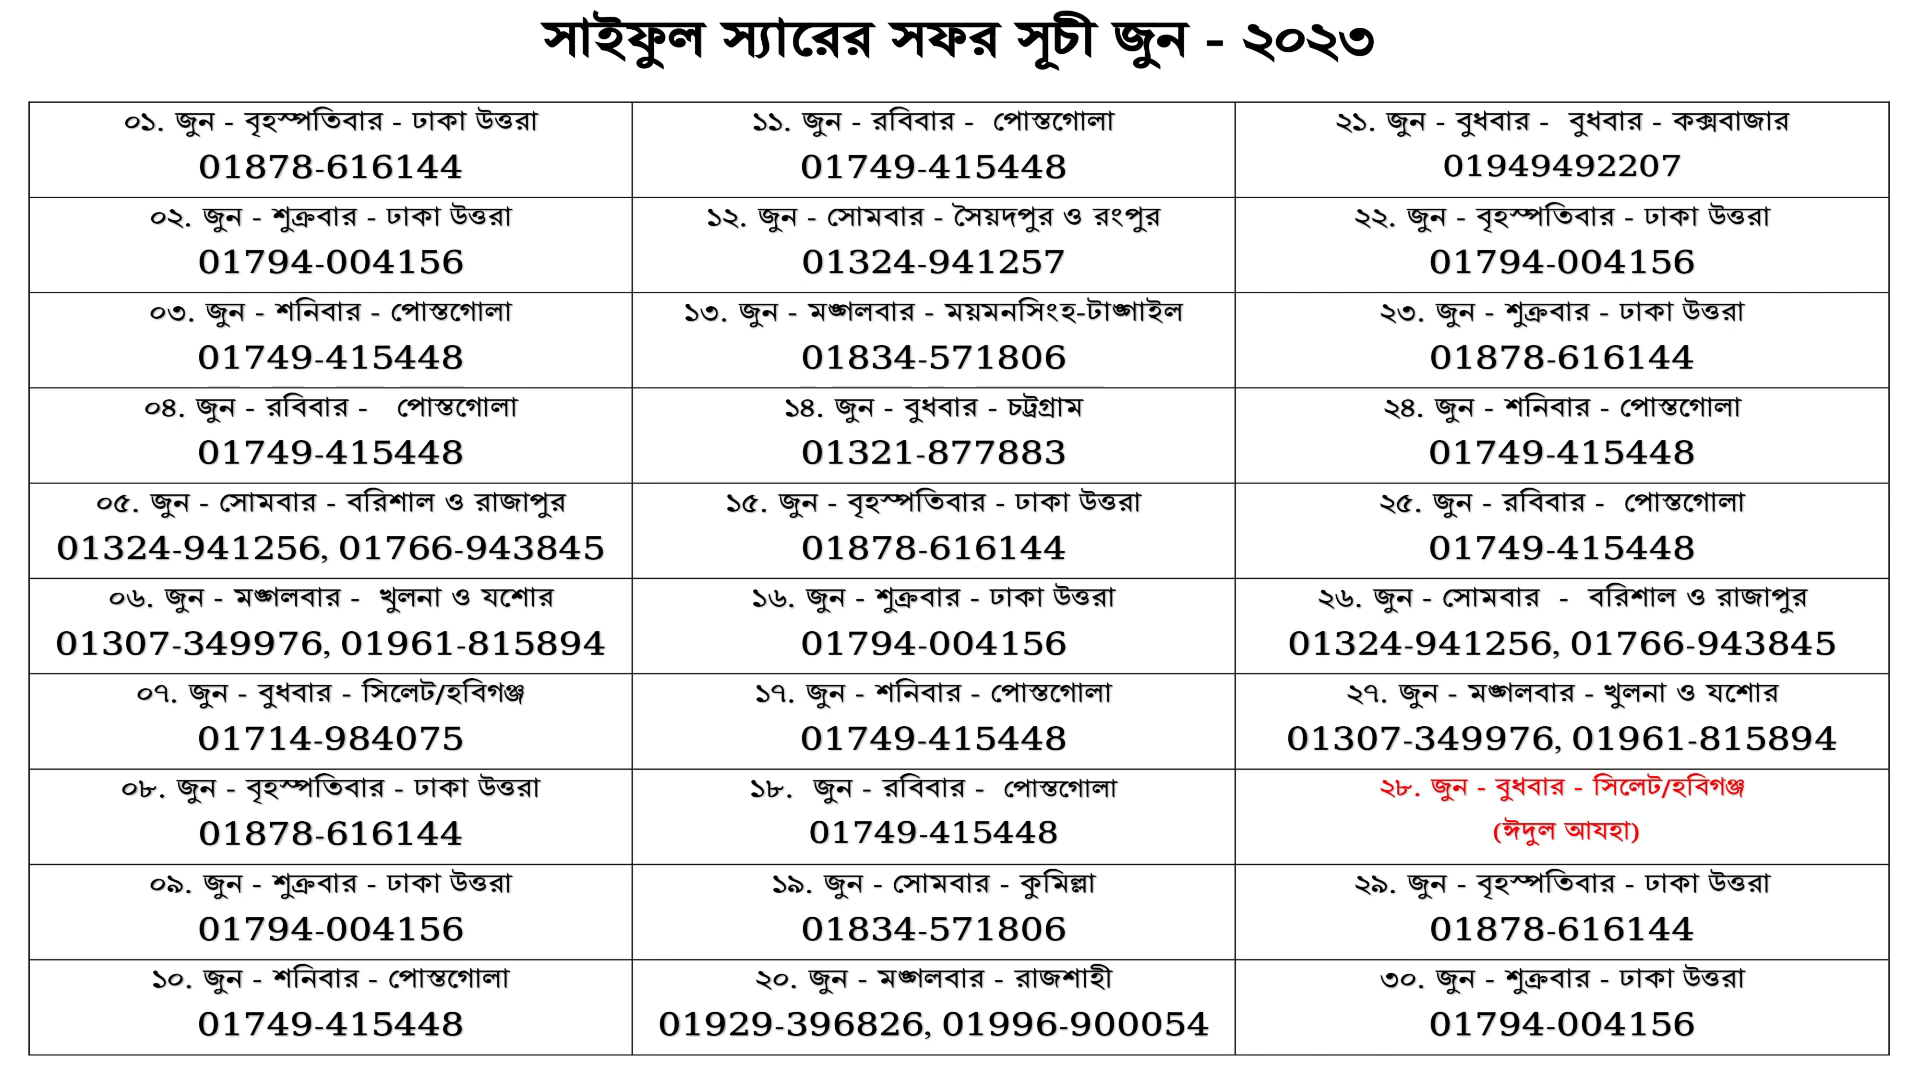 সাইফুল স্যারের সফর সূচী জুন - ২০২৩
০১. জুন - বৃহস্পতিবার - ঢাকা উত্তরা
01878-616144
০২. জুন - শুক্রবার - ঢাকা উত্তরা
01794-004156
০৩. জুন - শনিবার - পোস্তগোলা
01749-415448
০৪. জুন - রবিবার - পোস্তগোলা
01749-415448
০৫. জুন - সোমবার - বরিশাল ও রাজাপুর
01324-941256, 01766-943845
০৬. জুন - মঙ্গলবার - খুলনা ও যশোর
01307-349976, 01961-815894
০৭. জুন - বুধবার - সিলেট/হবিগঞ্জ
01714-984075
০৮. জুন - বৃহস্পতিবার - ঢাকা উত্তরা
01878-616144
০৯. জুন - শুক্রবার - ঢাকা উত্তরা
01794-004156
১০. জুন - শনিবার - পোস্তগোলা
01749-415448
১১. জুন - রবিবার - পোস্তগোলা
01749-415448
১২. জুন - সোমবার - সৈয়দপুর ও রংপুর
01324-941257
১৩. জুন - মঙ্গলবার - ময়মনসিংহ-টাঙ্গাইল
01834-571806
১৪. জুন - বুধবার - চট্রগ্রাম
01321-877883
১৫. জুন - বৃহস্পতিবার - ঢাকা উত্তরা
01878-616144
১৬. জুন - শুক্রবার - ঢাকা উত্তরা
01794-004156
১৭. জুন - শনিবার - পোস্তগোলা
01749-415448
১৮. জুন - রবিবার - পোস্তগোলা
01749-415448
১৯. জুন - সোমবার - কুমিল্লা
01834-571806
২০. জুন - মঙ্গলবার - রাজশাহী
01929-396826, 01996-900054
২১. জুন - বুধবার - বুধবার - কক্সবাজার
01949492207
২২. জুন - বৃহস্পতিবার - ঢাকা উত্তরা
01794-004156
২৩. জুন - শুক্রবার - ঢাকা উত্তরা
01878-616144
২৪. জুন - শনিবার - পোস্তগোলা
01749-415448
২৫. জুন - রবিবার - পোস্তগোলা
01749-415448
২৬. জুন - সোমবার - বরিশাল ও রাজাপুর
01324-941256, 01766-943845
২৭. জুন - মঙ্গলবার - খুলনা ও যশোর
01307-349976, 01961-815894
২৮. জুন - বুধবার - সিলেট/হবিগঞ্জ
(ঈদুল আযহা)
২৯. জুন - বৃহস্পতিবার - ঢাকা উত্তরা
01878-616144
৩০. জুন - শুক্রবার - ঢাকা উত্তরা
01794-004156